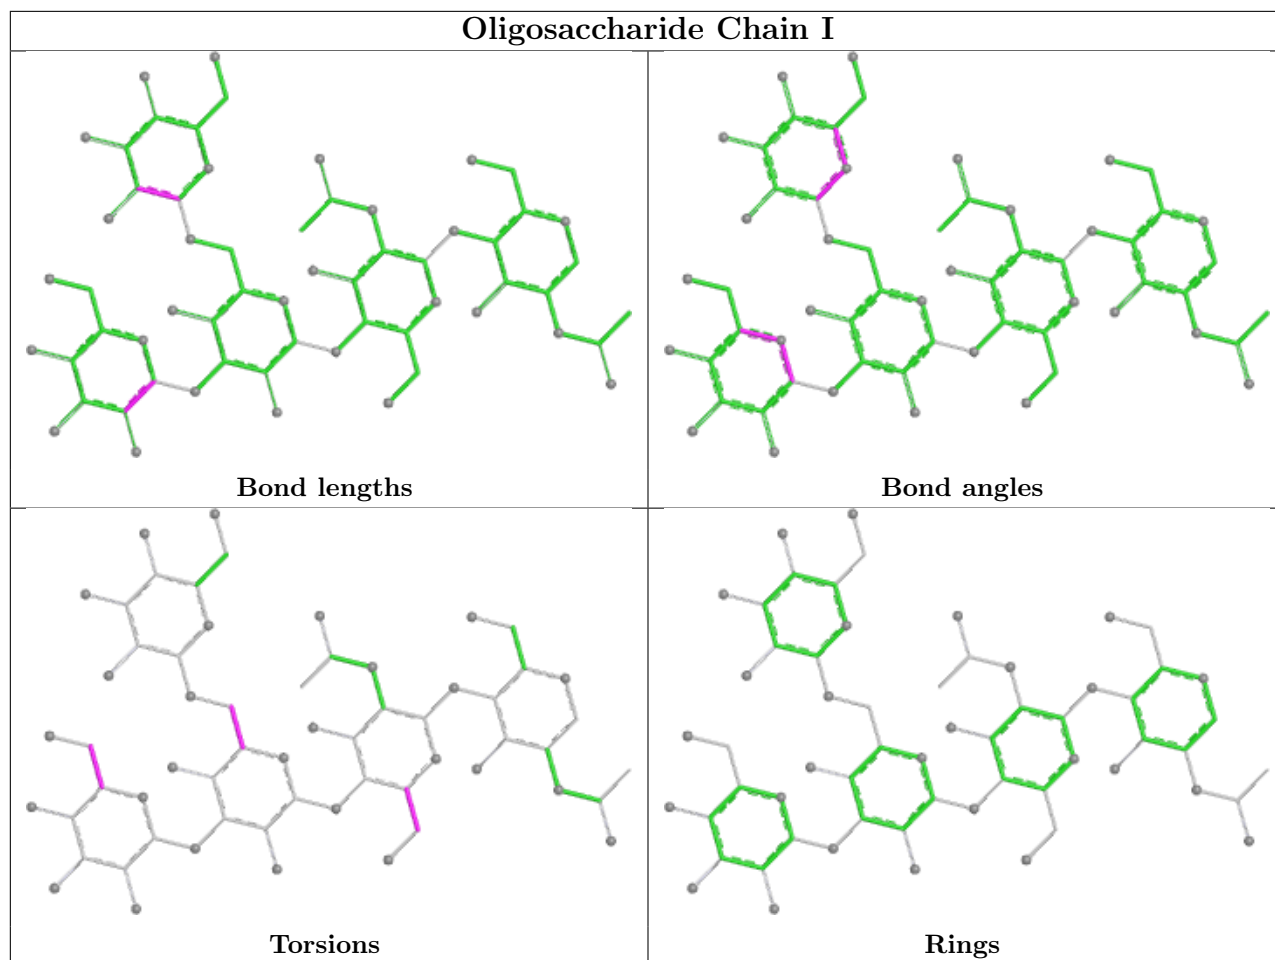 Oligosaccharide Chain I
Bond lengths
Bond angles
Torsions
Rings